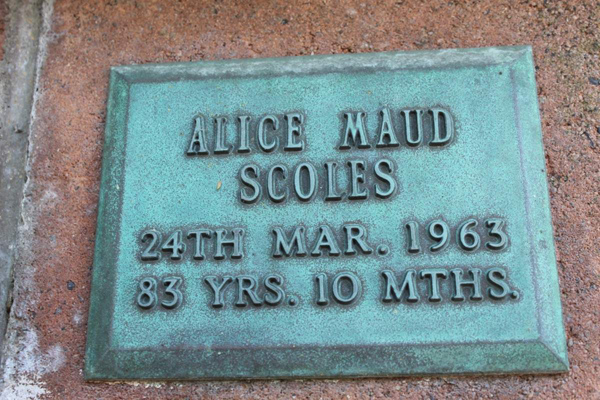 ALICE MAUD
SCOLES
24TH MAR. 1963
83 YRS. 10 MTHS.